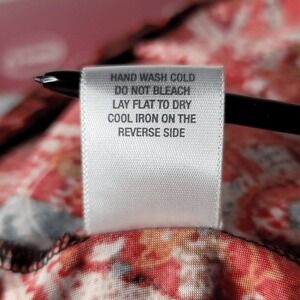 HAND WASH COLD
DO NOT BLEACH
LAY FLAT TO DRY
COOL IRON ON THE
REVERSE SIDE